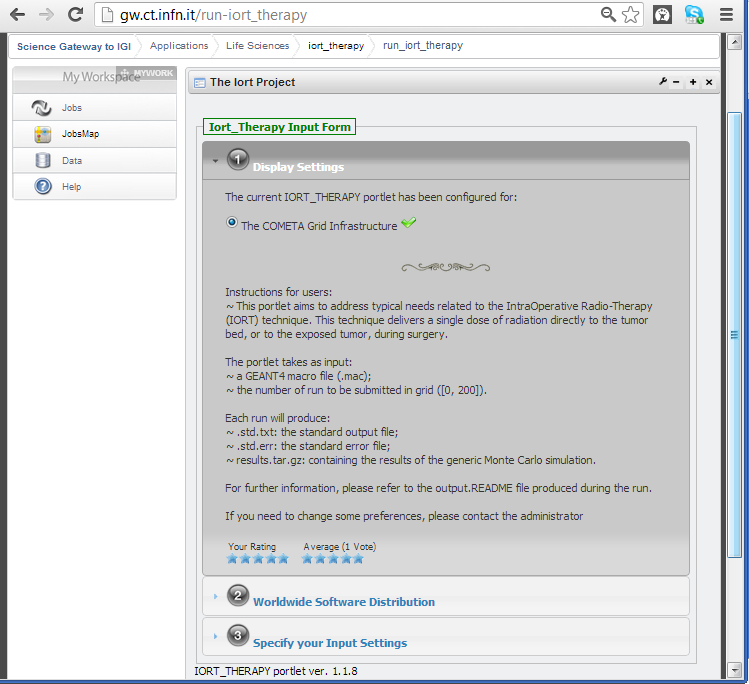 gw.ct.infn.it/run-iort_therapy
Science Gateway to IGI
Applications
Life Sciences
iort_therapy
run_iort_therapy
My Workspace
MYWORK
Jobs
JobsMap
Data
Help
The Iort Project
Iort_Therapy Input Form
1 Display Settings
The current IORT_THERAPY portlet has been configured for:
The COMETA Grid Infrastructure
Instructions for users:
~ This portlet aims to address typical needs related to the IntraOperative Radio-Therapy
(IORT) technique. This technique delivers a single dose of radiation directly to the tumor
bed, or to the exposed tumor, during surgery.
The portlet takes as input:
~ a GEANT4 macro file (.mac);
~ the number of run to be submitted in grid ([0, 200]).
Each run will produce:
~ .std.txt: the standard output file;
~ .std.err: the standard error file;
~ results.tar.gz: containing the results of the generic Monte Carlo simulation.
For further information, please refer to the output.README file produced during the run.
If you need to change some preferences, please contact the administrator
Your Rating
Average (1 Vote)
2 Worldwide Software Distribution
3 Specify your Input Settings
IORT_THERAPY portlet ver. 1.1.8